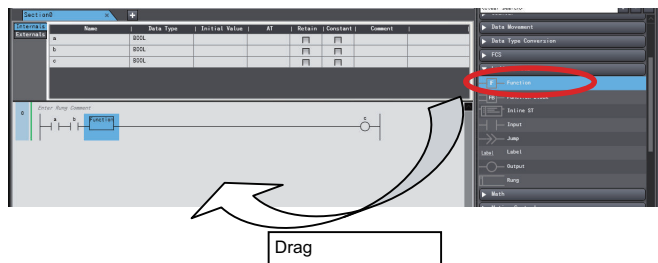 Section0 × +
Internals
Externals
Name | Data Type | Initial Value | AT | Retain | Constant | Comment
a BOOL
b BOOL
c BOOL
0 Enter Rung Comment
a b Function c
Data Movement
Data Type Conversion
FCS
Function
Inline ST
Input
Jump
Label Label
Output
Rung
Math
Drag